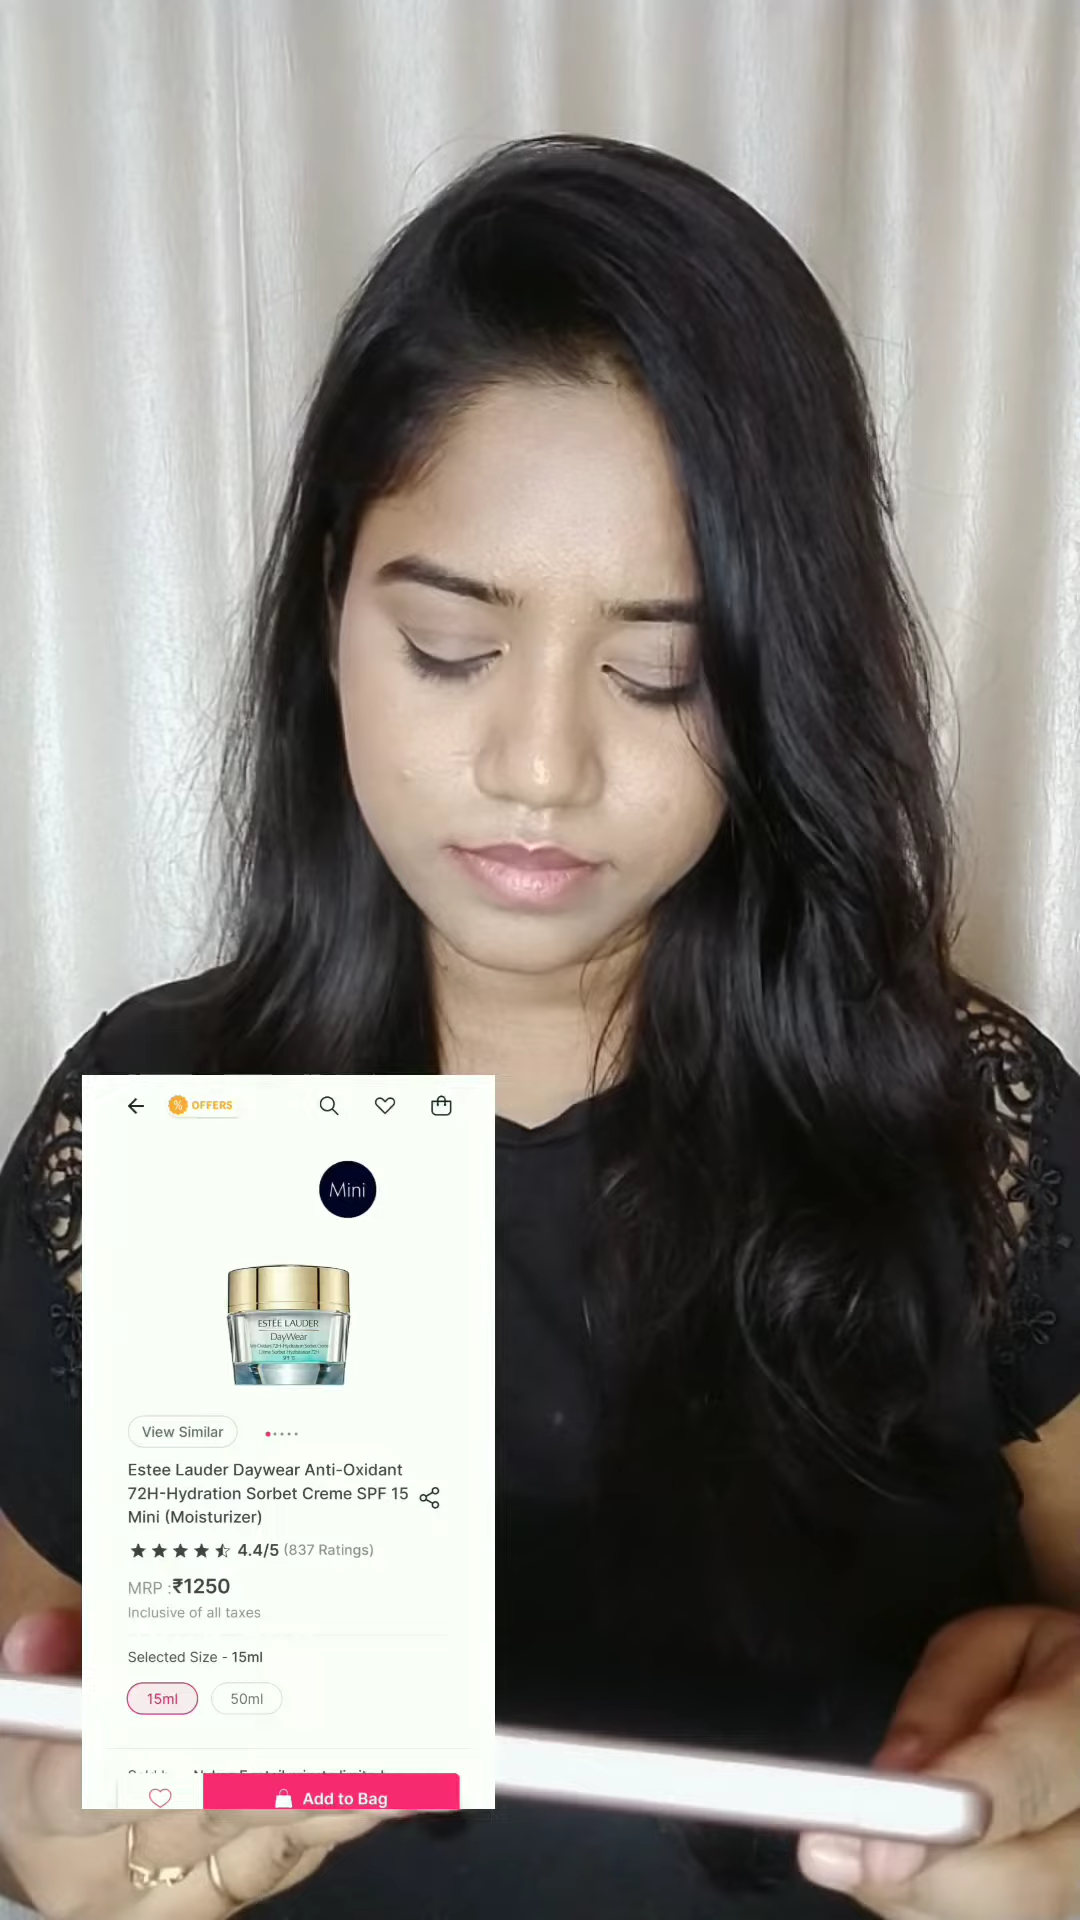 OFFERS
Mini
ESTĒE LAUDER
DayWear
SPF 15
View Similar
Estee Lauder Daywear Anti-Oxidant
72H-Hydration Sorbet Creme SPF 15
Mini (Moisturizer)
4.4/5 (837 Ratings)
MRP :₹1250
Inclusive of all taxes
Selected Size - 15ml
15ml 50ml
Add to Bag